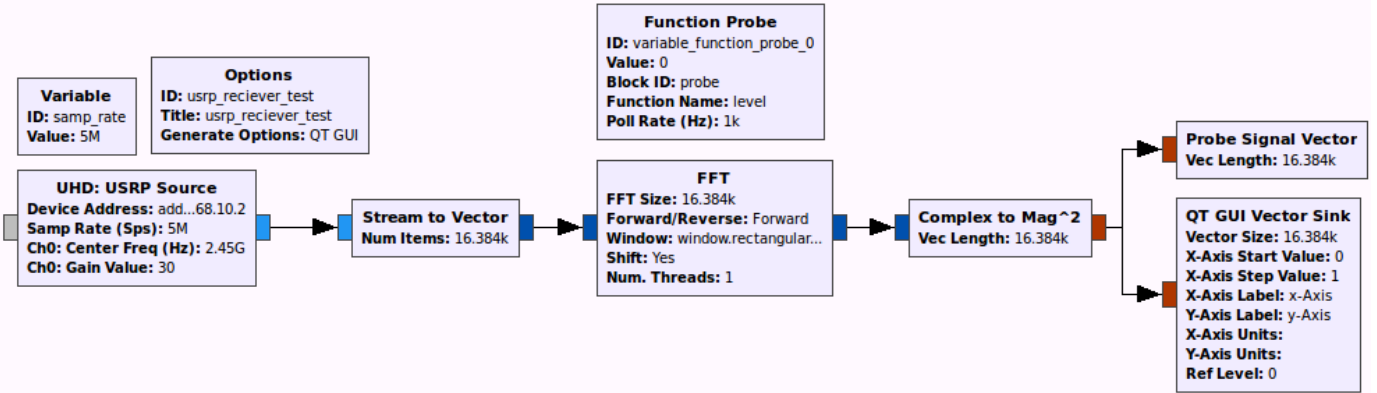 Function Probe
ID: variable_function_probe_0
Value: 0
Block ID: probe
Function Name: level
Poll Rate (Hz): 1k
Options
ID: usrp_reciever_test
Title: usrp_reciever_test
Generate Options: QT GUI
Variable
ID: samp_rate
Value: 5M
UHD: USRP Source
Device Address: add...68.10.2
Samp Rate (Sps): 5M
Ch0: Center Freq (Hz): 2.45G
Ch0: Gain Value: 30
Stream to Vector
Num Items: 16.384k
FFT
FFT Size: 16.384k
Forward/Reverse: Forward
Window: window.rectangular...
Shift: Yes
Num. Threads: 1
Complex to Mag^2
Vec Length: 16.384k
Probe Signal Vector
Vec Length: 16.384k
QT GUI Vector Sink
Vector Size: 16.384k
X-Axis Start Value: 0
X-Axis Step Value: 1
X-Axis Label: x-Axis
Y-Axis Label: y-Axis
X-Axis Units:
Y-Axis Units:
Ref Level: 0